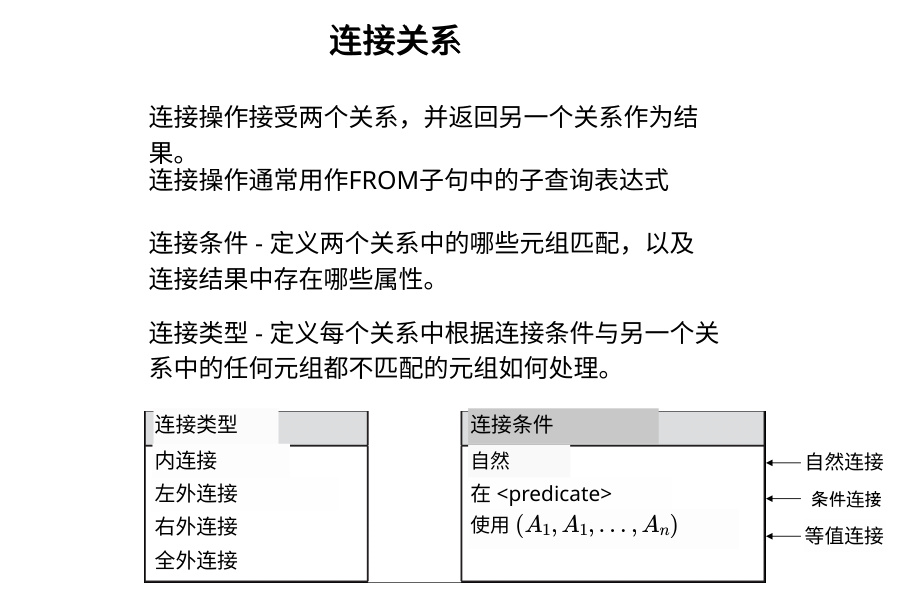 连接关系
连接操作接受两个关系，并返回另一个关系作为结
果。
连接操作通常用作FROM子句中的子查询表达式
连接条件 - 定义两个关系中的哪些元组匹配，以及
连接结果中存在哪些属性。
连接类型 - 定义每个关系中根据连接条件与另一个关
系中的任何元组都不匹配的元组如何处理。
连接类型
内连接
左外连接
右外连接
全外连接
连接条件
自然
在 <predicate>
使用 (A₁, A₁, . . . , Aₙ)
自然连接
条件连接
等值连接